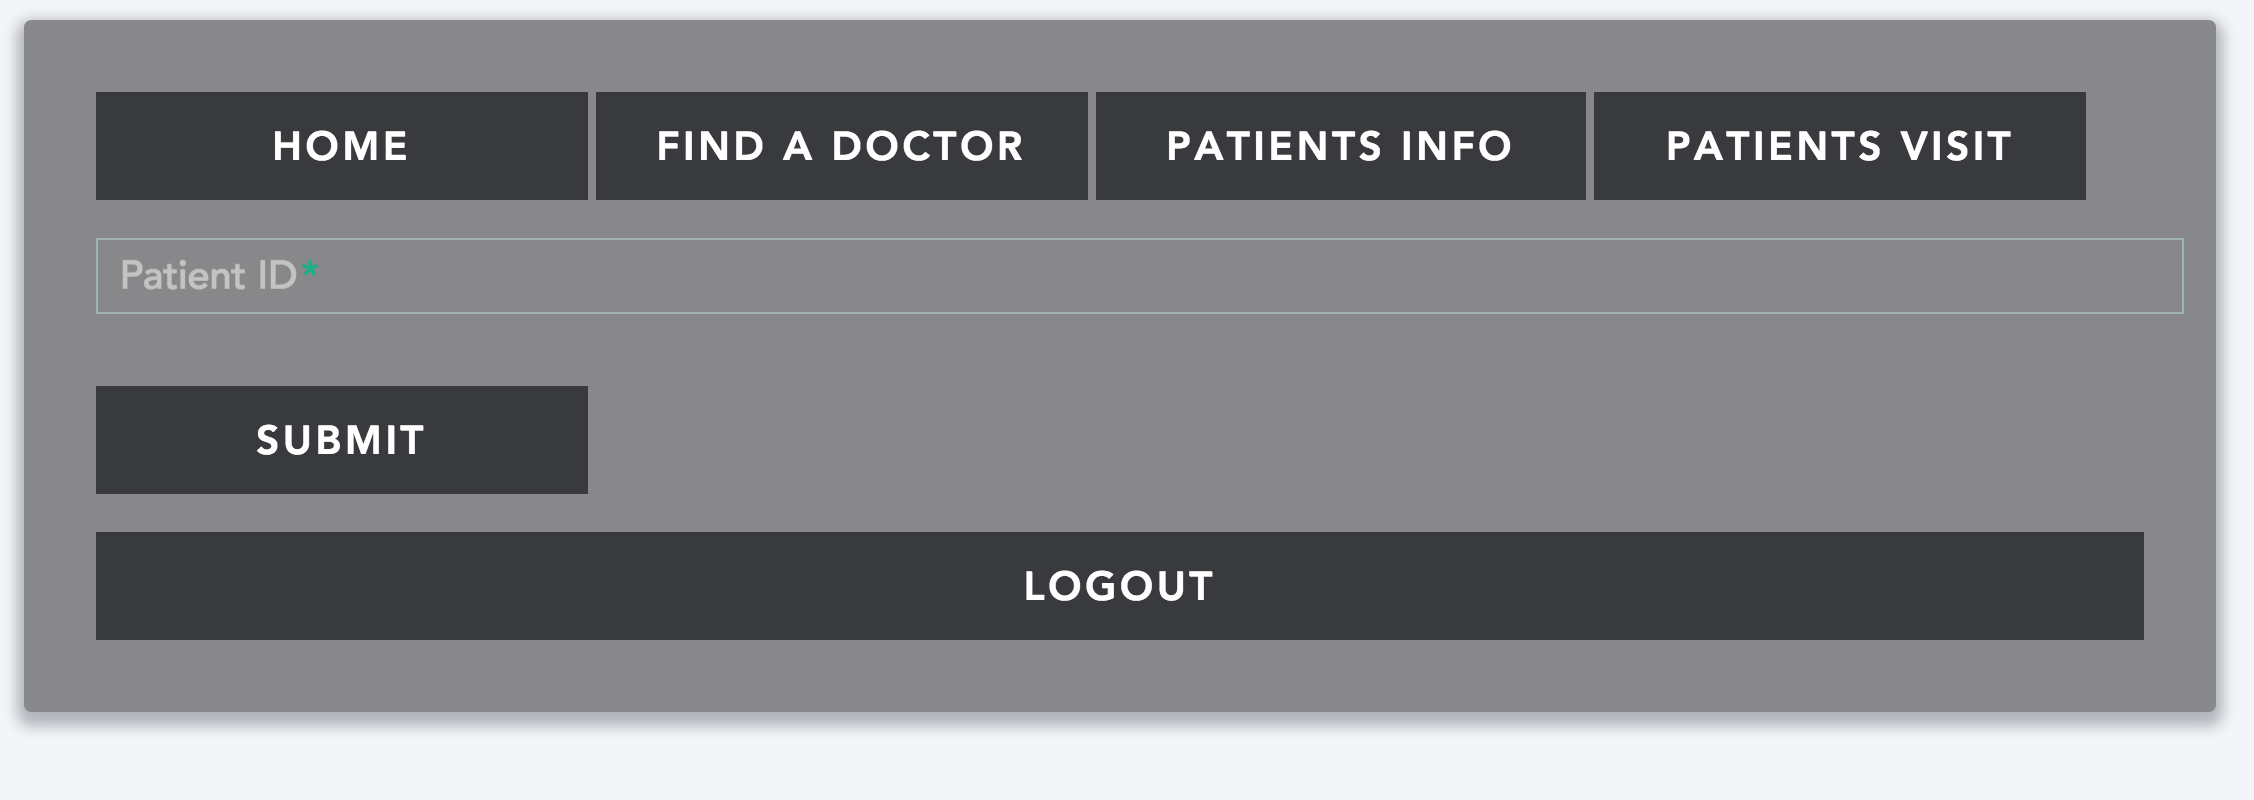 HOME FIND A DOCTOR PATIENTS INFO PATIENTS VISIT
Patient ID*
SUBMIT
LOGOUT